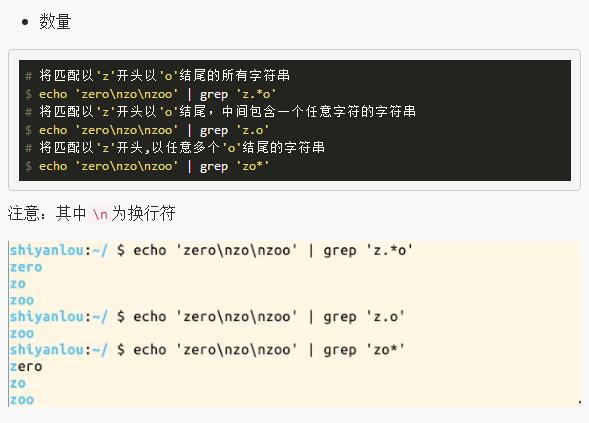 数量
# 将匹配以'z'开头以'o'结尾的所有字符串
$ echo 'zero\nzo\nzoo' | grep 'z.*o'
# 将匹配以'z'开头以'o'结尾，中间包含一个任意字符的字符串
$ echo 'zero\nzo\nzoo' | grep 'z.o'
# 将匹配以'z'开头,以任意多个'o'结尾的字符串
$ echo 'zero\nzo\nzoo' | grep 'zo*'
注意：其中 \n 为换行符
shiyanlou:~/ $ echo 'zero\nzo\nzoo' | grep 'z.*o'
zero
zo
zoo
shiyanlou:~/ $ echo 'zero\nzo\nzoo' | grep 'z.o'
zoo
shiyanlou:~/ $ echo 'zero\nzo\nzoo' | grep 'zo*'
zero
zo
zoo